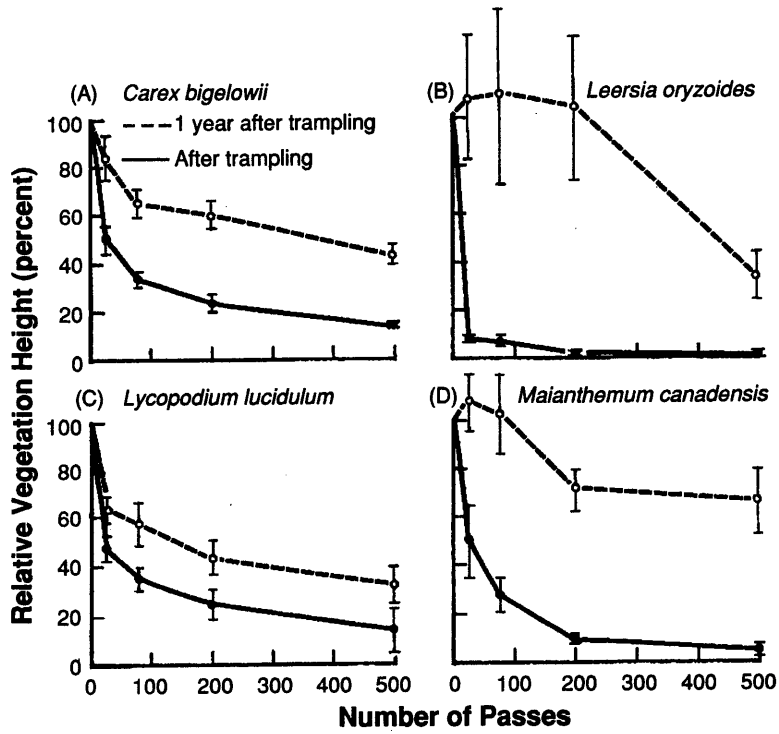 (A) Carex bigelowii
1 year after trampling
After trampling
(B) Leersia oryzoides
100
80
60
40
20
0
(C) Lycopodium lucidulum
(D) Maianthemum canadensis
100
80
60
40
20
0
0 100 200 300 400 500
0 100 200 300 400 500
Relative Vegetation Height (percent)
Number of Passes